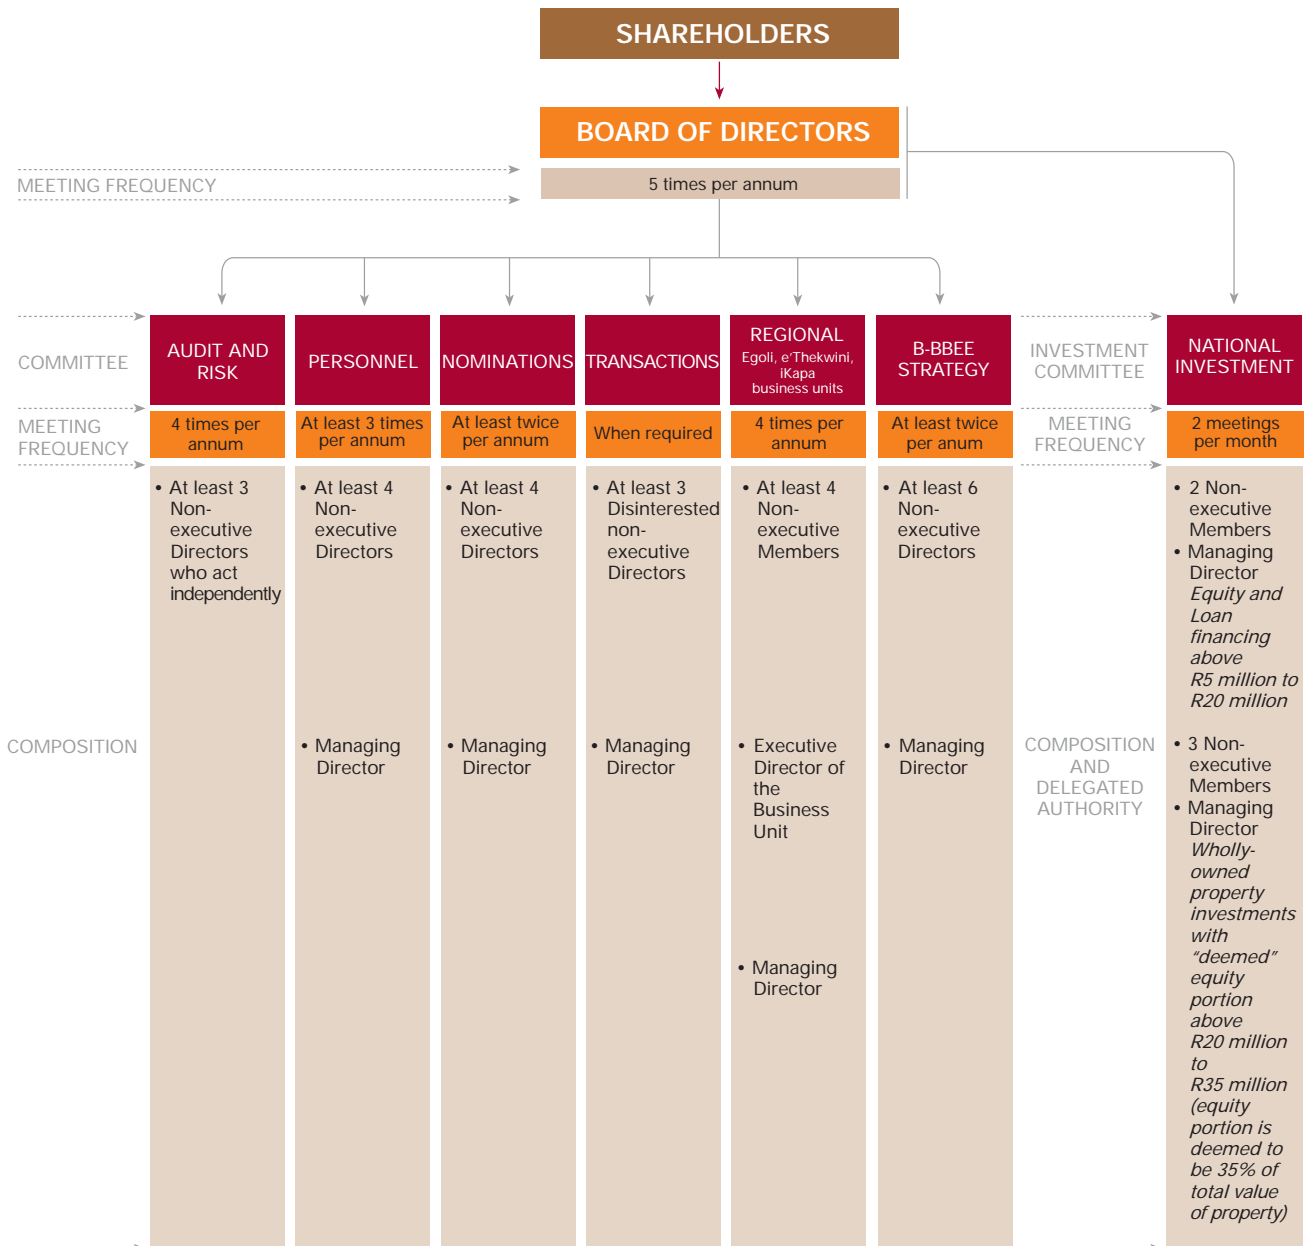 SHAREHOLDERS
BOARD OF DIRECTORS
MEETING FREQUENCY
5 times per annum
COMMITTEE
AUDIT AND
RISK
PERSONNEL
NOMINATIONS
TRANSACTIONS
REGIONAL
Egoli, e'Thekwini,
iKapa
business units
B-BBEE
STRATEGY
INVESTMENT
COMMITTEE
NATIONAL
INVESTMENT
MEETING
FREQUENCY
4 times per
annum
At least 3 times
per annum
At least twice
per annum
When required
4 times per
annum
At least twice
per anum
MEETING
FREQUENCY
2 meetings
per month
COMPOSITION
• At least 3
Non-
executive
Directors
who act
independently
• At least 4
Non-
executive
Directors
• Managing
Director
• At least 4
Non-
executive
Directors
• Managing
Director
• At least 3
Disinterested
non-
executive
Directors
• Managing
Director
• At least 4
Non-
executive
Members
• Executive
Director of
the
Business
Unit
• Managing
Director
• At least 6
Non-
executive
Directors
• Managing
Director
COMPOSITION
AND
DELEGATED
AUTHORITY
• 2 Non-
executive
Members
• Managing
Director
Equity and
Loan
financing
above
R5 million to
R20 million
• 3 Non-
executive
Members
• Managing
Director
Wholly-
owned
property
investments
with
“deemed”
equity
portion
above
R20 million
to
R35 million
(equity
portion is
deemed to
be 35% of
total value
of property)